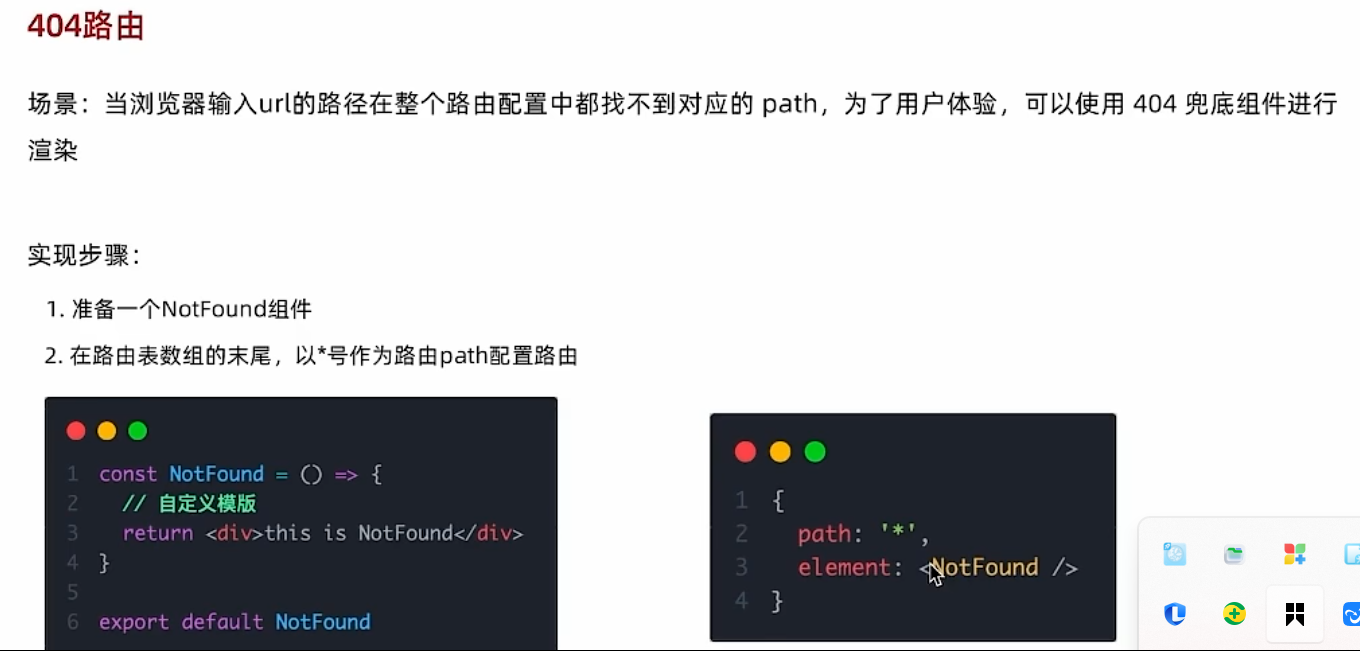 404路由
场景：当浏览器输入url的路径在整个路由配置中都找不到对应的 path，为了用户体验，可以使用 404 兜底组件进行
渲染
实现步骤：
1. 准备一个NotFound组件
2. 在路由表数组的末尾，以*号作为路由path配置路由
1 const NotFound = () => {
2 // 自定义模版
3 return <div>this is NotFound</div>
4 }
5
6 export default NotFound
1 {
2 path: '*',
3 element: <NotFound />
4 }